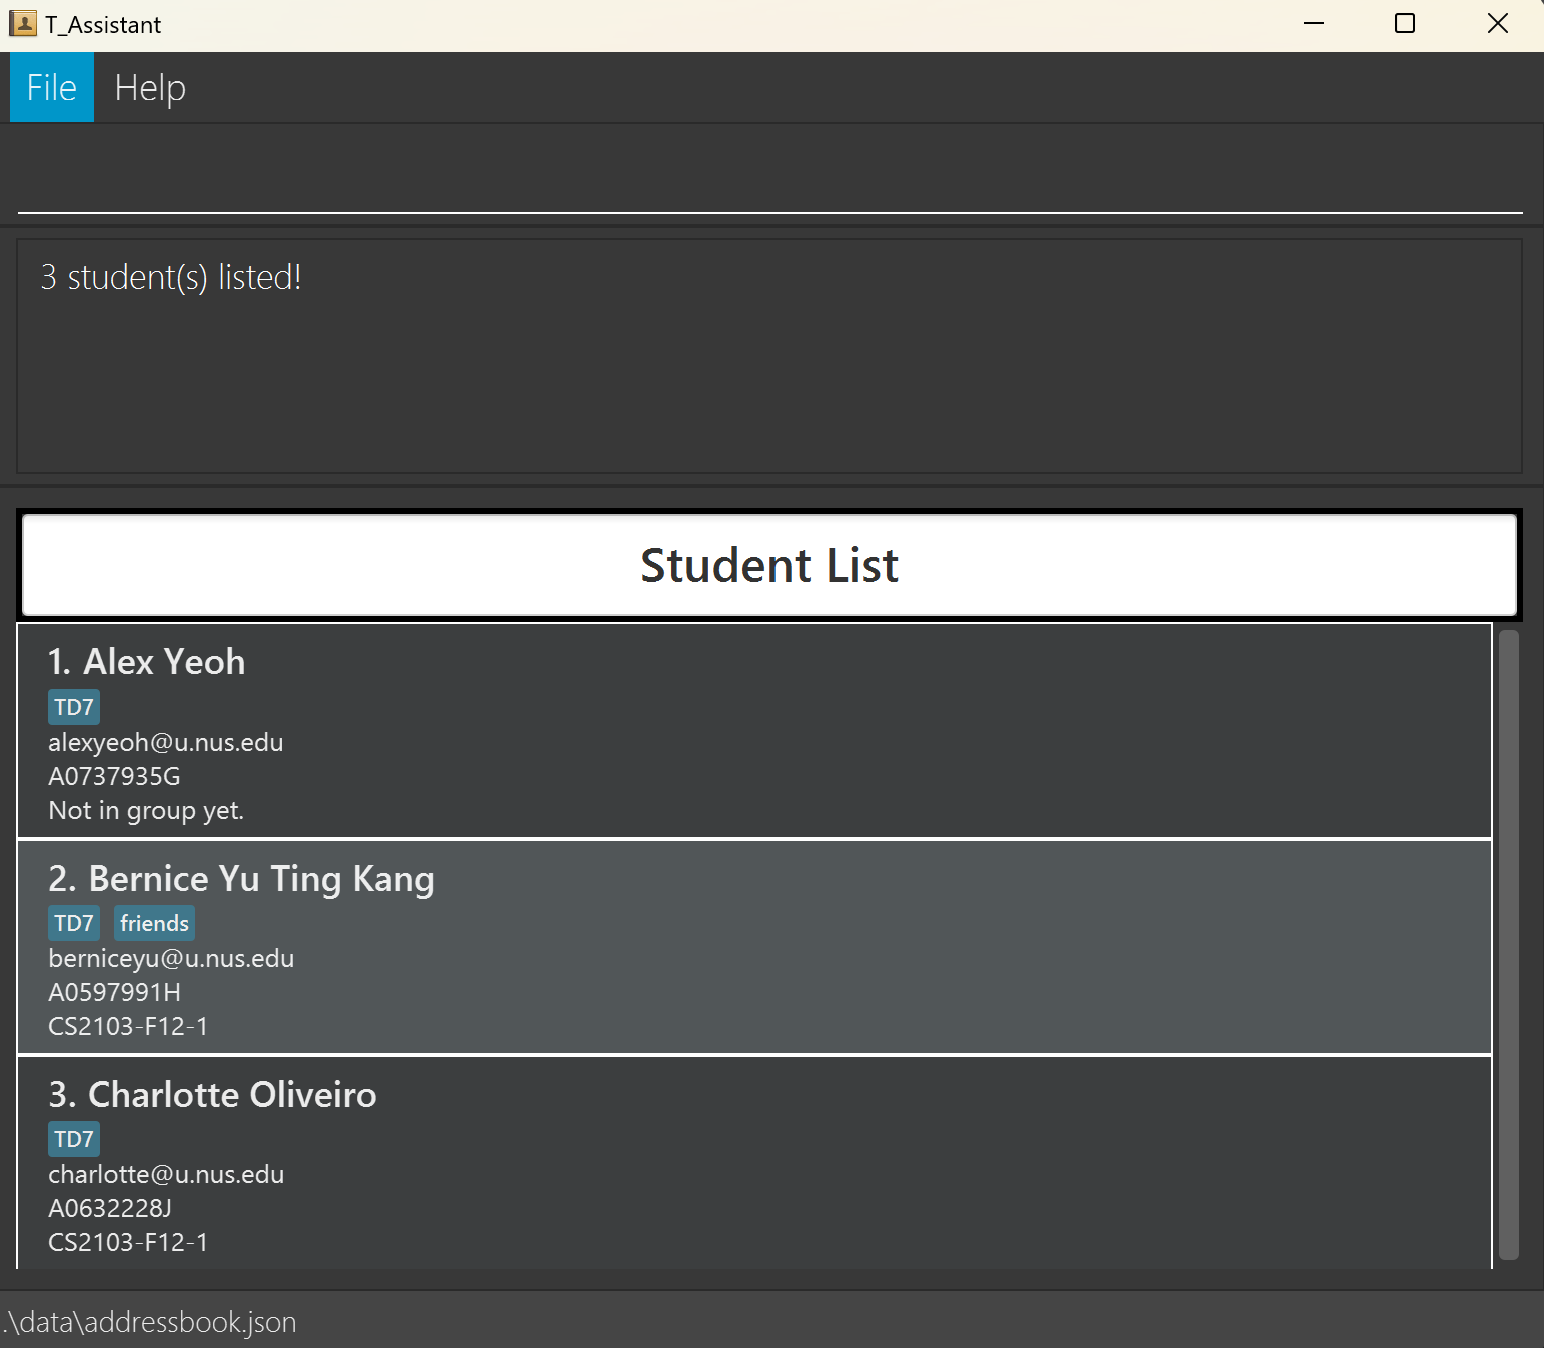 T_Assistant
File Help
3 student(s) listed!
Student List
1. Alex Yeoh
TD7
alexyeoh@u.nus.edu
A0737935G
Not in group yet.
2. Bernice Yu Ting Kang
TD7 friends
berniceyu@u.nus.edu
A0597991H
CS2103-F12-1
3. Charlotte Oliveiro
TD7
charlotte@u.nus.edu
A0632228J
CS2103-F12-1
.\data\addressbook.json